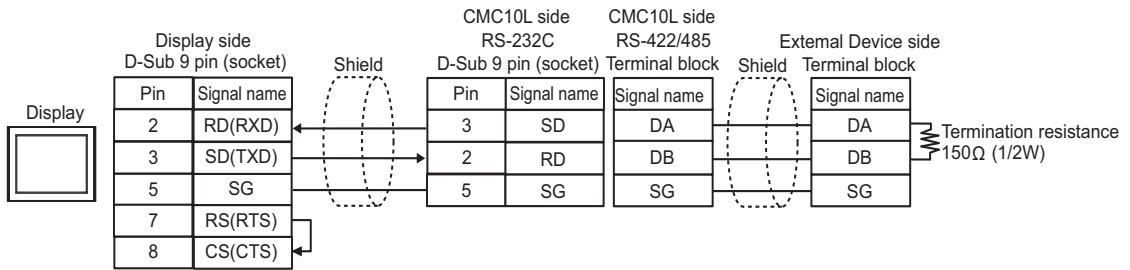 Display
Display side
D-Sub 9 pin (socket)
Pin Signal name
2 RD(RXD)
3 SD(TXD)
5 SG
7 RS(RTS)
8 CS(CTS)
Shield
CMC10L side
RS-232C
D-Sub 9 pin (socket)
Pin Signal name
3 SD
2 RD
5 SG
CMC10L side
RS-422/485
Terminal block
Signal name
DA
DB
SG
Shield
External Device side
Terminal block
Signal name
DA
DB
SG
Termination resistance
150Ω (1/2W)